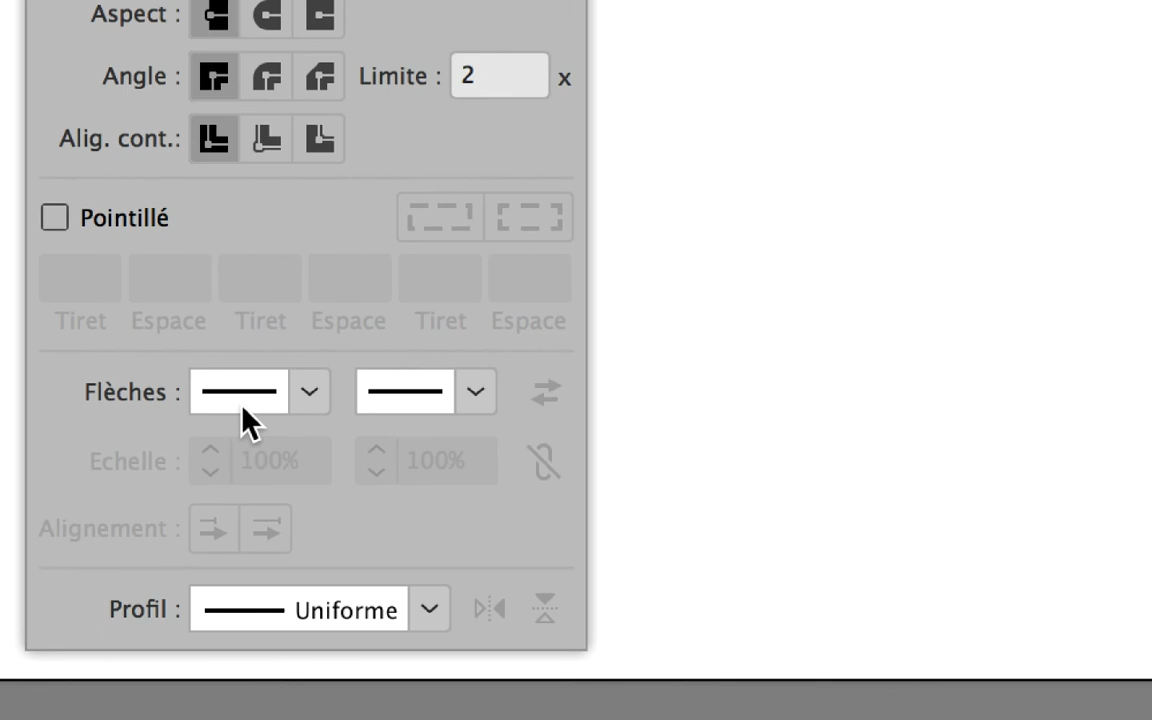 Aspect :
Angle : Limite : 2 x
Alig. cont.:
Pointillé
Tiret Espace Tiret Espace Tiret Espace
Flèches :
Echelle : 100% 100%
Alignement :
Profil : Uniforme